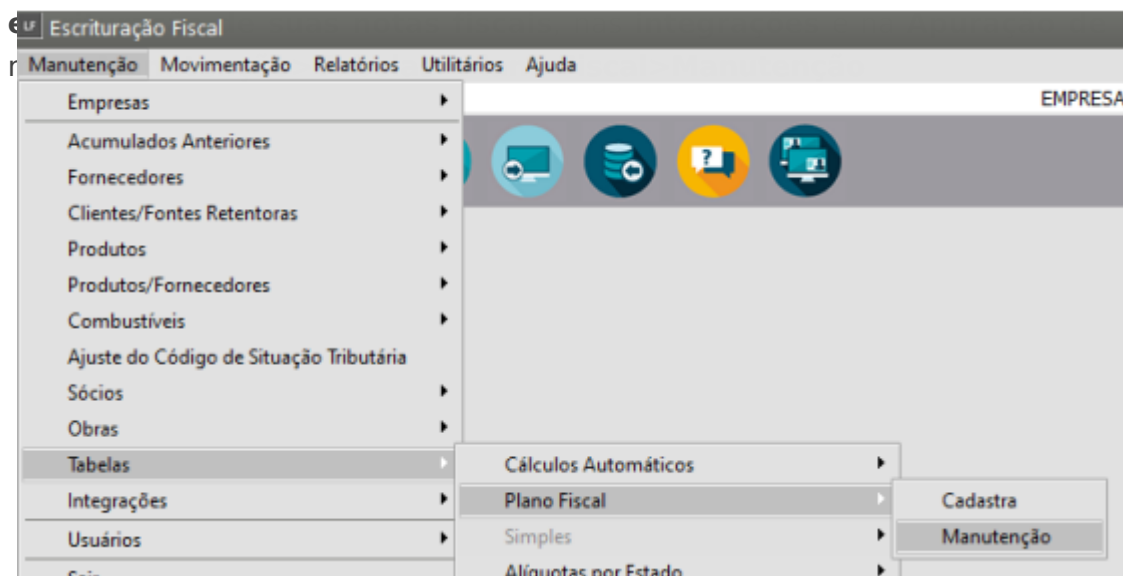 LF Escrituração Fiscal
Manutenção Movimentação Relatórios Utilitários Ajuda
Empresas
EMPRESA
Acumulados Anteriores
Fornecedores
Clientes/Fontes Retentoras
Produtos
Produtos/Fornecedores
Combustíveis
Ajuste do Código de Situação Tributária
Sócios
Obras
Tabelas
Cálculos Automáticos
Integrações
Plano Fiscal
Cadastra
Usuários
Simples
Manutenção
Sair
Alíquotas por Estado